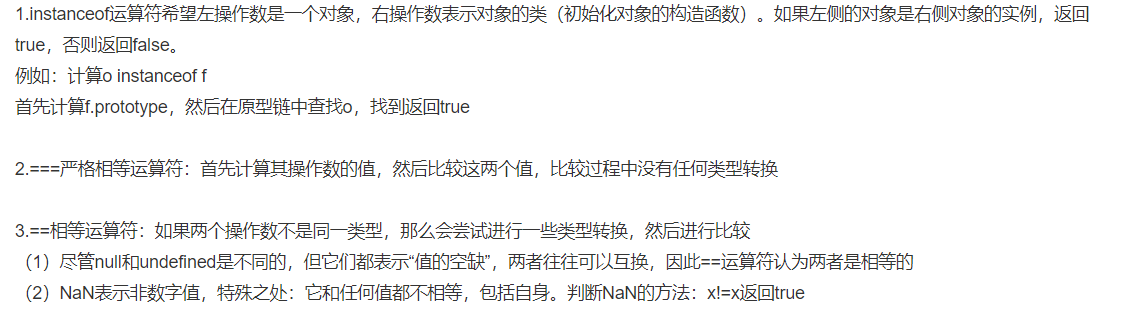 1.instanceof运算符希望左操作数是一个对象，右操作数表示对象的类（初始化对象的构造函数）。如果左侧的对象是右侧对象的实例，返回
true，否则返回false。
例如：计算o instanceof f
首先计算f.prototype，然后在原型链中查找o，找到返回true
2.===严格相等运算符：首先计算其操作数的值，然后比较这两个值，比较过程中没有任何类型转换
3.==相等运算符：如果两个操作数不是同一类型，那么会尝试进行一些类型转换，然后进行比较
（1）尽管null和undefined是不同的，但它们都表示“值的空缺”，两者往往可以互换，因此==运算符认为两者是相等的
（2）NaN表示非数字值，特殊之处：它和任何值都不相等，包括自身。判断NaN的方法：x!=x返回true